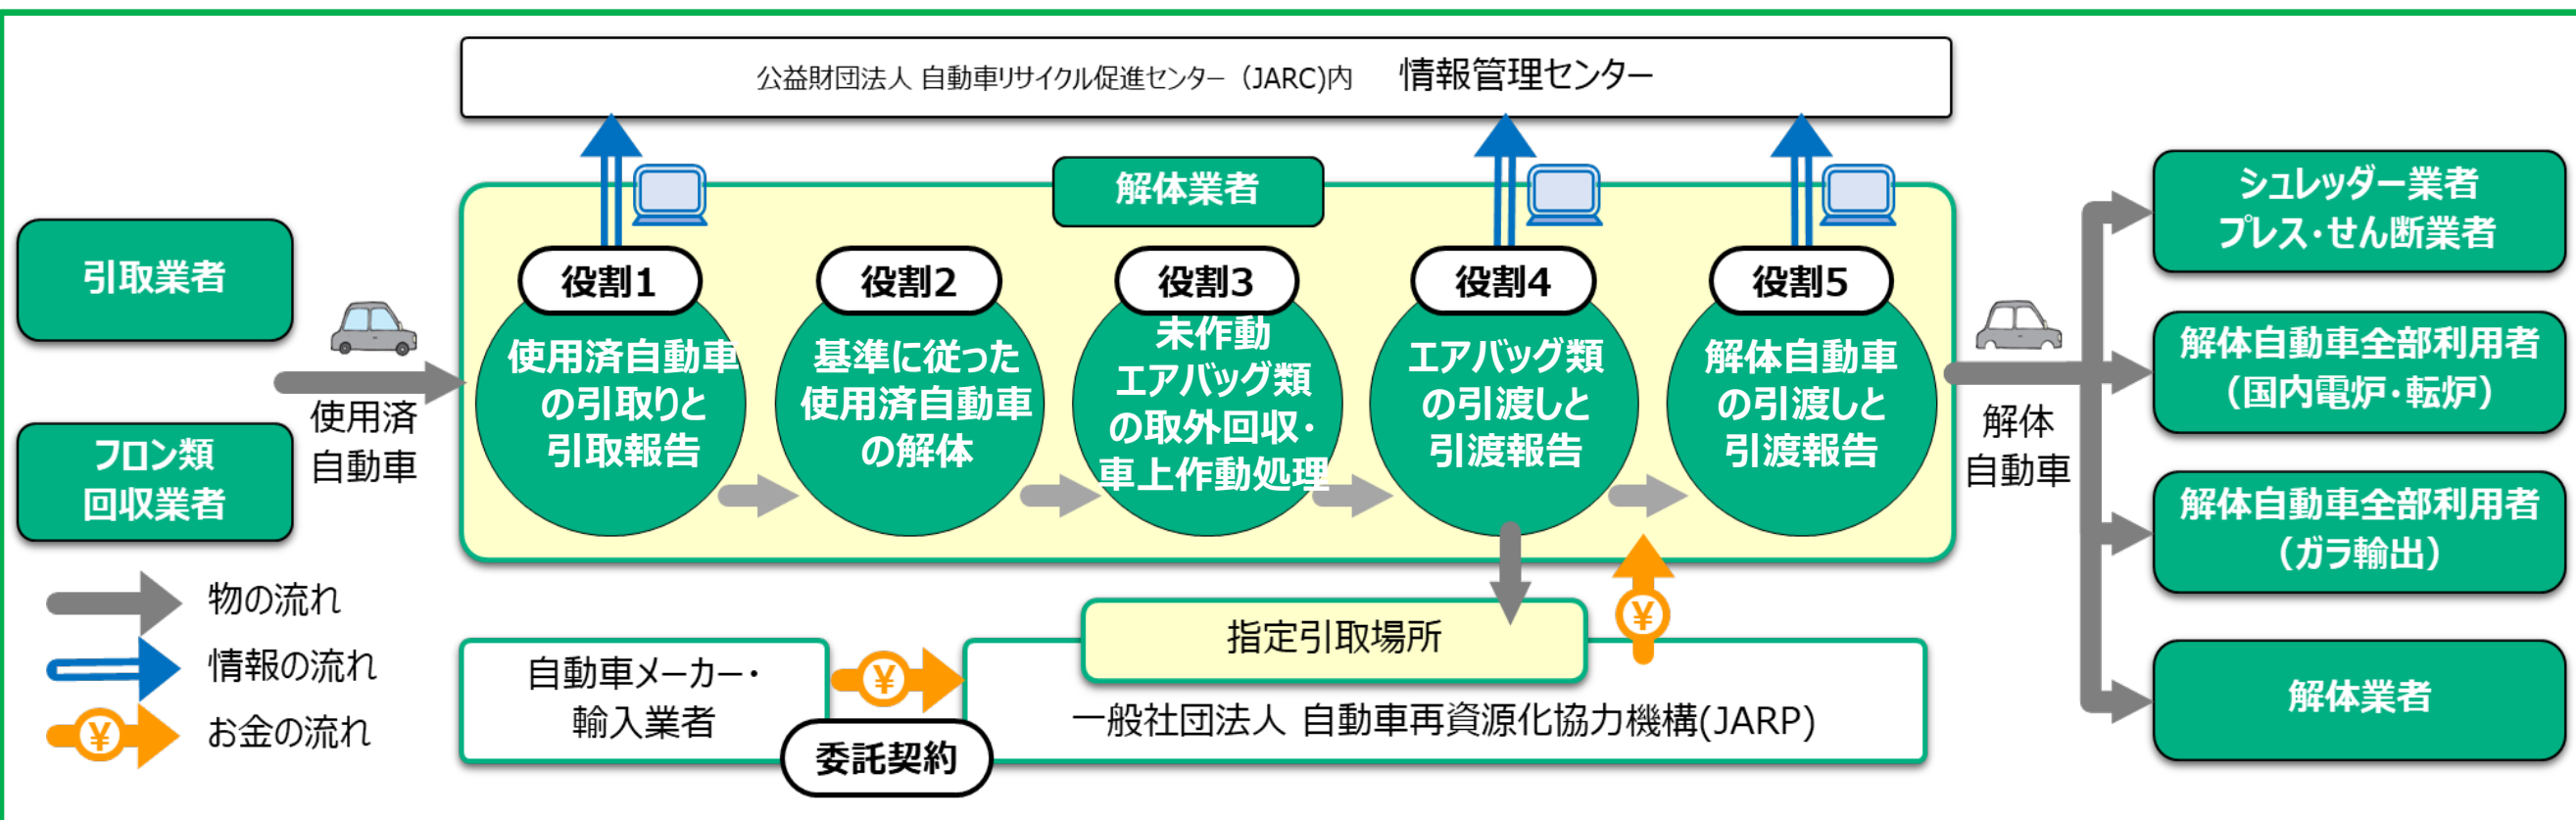 公益財団法人 自動車リサイクル促進センター（JARC)内 情報管理センター
解体業者
引取業者
フロン類
回収業者
使用済
自動車
役割1
使用済自動車
の引取りと
引取報告
役割2
基準に従った
使用済自動車
の解体
役割3
未作動
エアバッグ類
の取外回収・
車上作動処理
役割4
エアバッグ類
の引渡しと
引渡報告
役割5
解体自動車
の引渡しと
引渡報告
解体
自動車
シュレッダー業者
プレス・せん断業者
解体自動車全部利用者
（国内電炉・転炉）
解体自動車全部利用者
（ガラ輸出）
解体業者
物の流れ
情報の流れ
¥
お金の流れ
自動車メーカー・
輸入業者
¥
委託契約
指定引取場所
¥
一般社団法人 自動車再資源化協力機構(JARP)